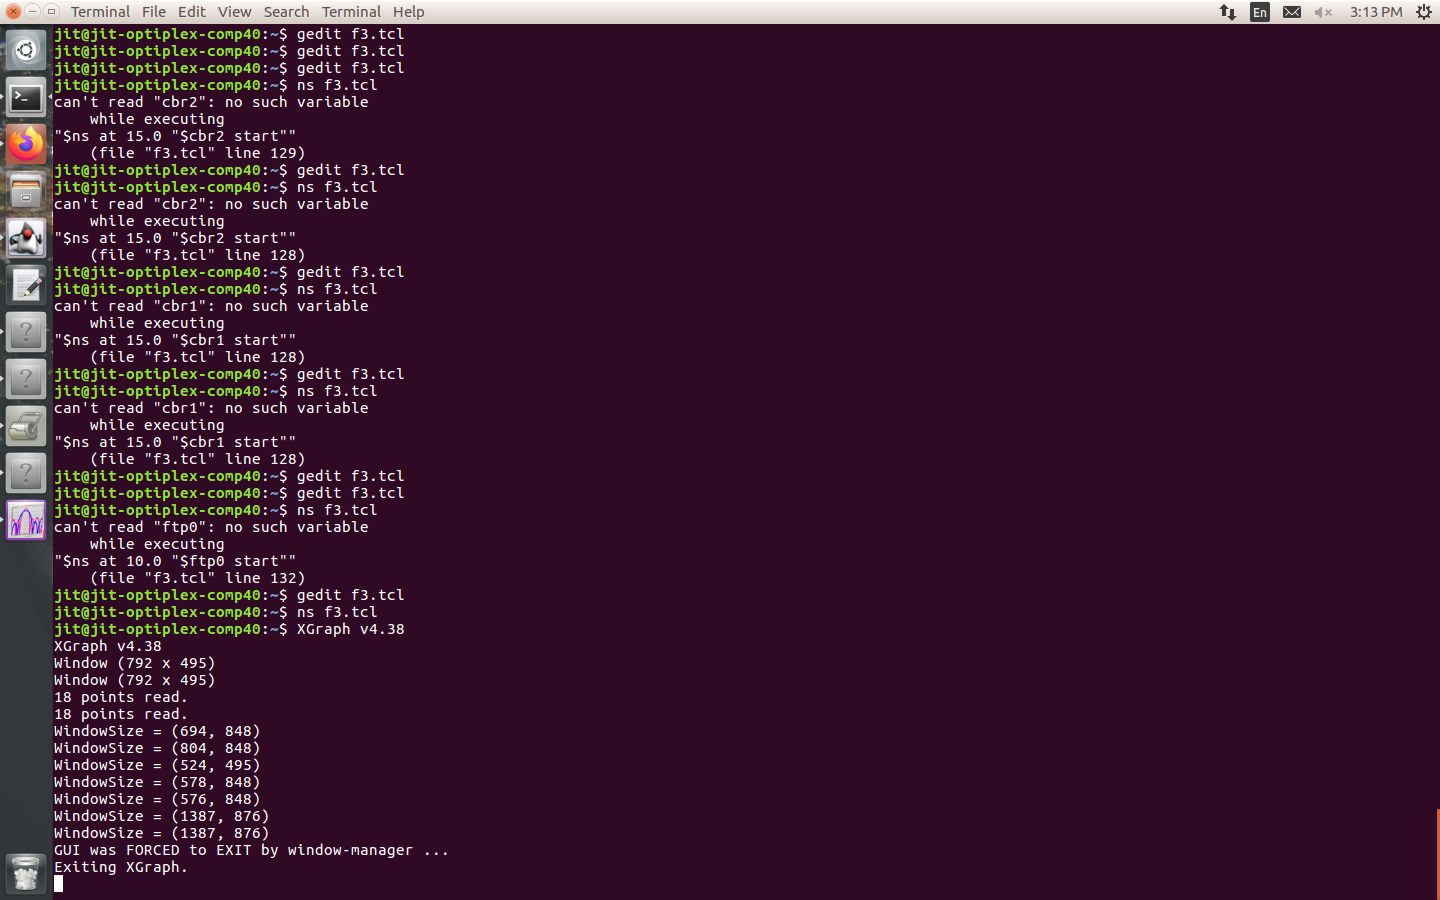 Terminal File Edit View Search Terminal Help En 3:13 PM
jit@jit-optiplex-comp40:~$ gedit f3.tcl
jit@jit-optiplex-comp40:~$ gedit f3.tcl
jit@jit-optiplex-comp40:~$ gedit f3.tcl
jit@jit-optiplex-comp40:~$ ns f3.tcl
can't read "cbr2": no such variable
    while executing
"$ns at 15.0 "$cbr2 start""
    (file "f3.tcl" line 129)
jit@jit-optiplex-comp40:~$ gedit f3.tcl
jit@jit-optiplex-comp40:~$ ns f3.tcl
can't read "cbr2": no such variable
    while executing
"$ns at 15.0 "$cbr2 start""
    (file "f3.tcl" line 128)
jit@jit-optiplex-comp40:~$ gedit f3.tcl
jit@jit-optiplex-comp40:~$ ns f3.tcl
can't read "cbr1": no such variable
    while executing
"$ns at 15.0 "$cbr1 start""
    (file "f3.tcl" line 128)
jit@jit-optiplex-comp40:~$ gedit f3.tcl
jit@jit-optiplex-comp40:~$ ns f3.tcl
can't read "cbr1": no such variable
    while executing
"$ns at 15.0 "$cbr1 start""
    (file "f3.tcl" line 128)
jit@jit-optiplex-comp40:~$ gedit f3.tcl
jit@jit-optiplex-comp40:~$ gedit f3.tcl
jit@jit-optiplex-comp40:~$ ns f3.tcl
can't read "ftp0": no such variable
    while executing
"$ns at 10.0 "$ftp0 start""
    (file "f3.tcl" line 132)
jit@jit-optiplex-comp40:~$ gedit f3.tcl
jit@jit-optiplex-comp40:~$ ns f3.tcl
jit@jit-optiplex-comp40:~$ XGraph v4.38
XGraph v4.38
Window (792 x 495)
Window (792 x 495)
18 points read.
18 points read.
WindowSize = (694, 848)
WindowSize = (804, 848)
WindowSize = (524, 495)
WindowSize = (578, 848)
WindowSize = (576, 848)
WindowSize = (1387, 876)
WindowSize = (1387, 876)
GUI was FORCED to EXIT by window-manager ...
Exiting XGraph.